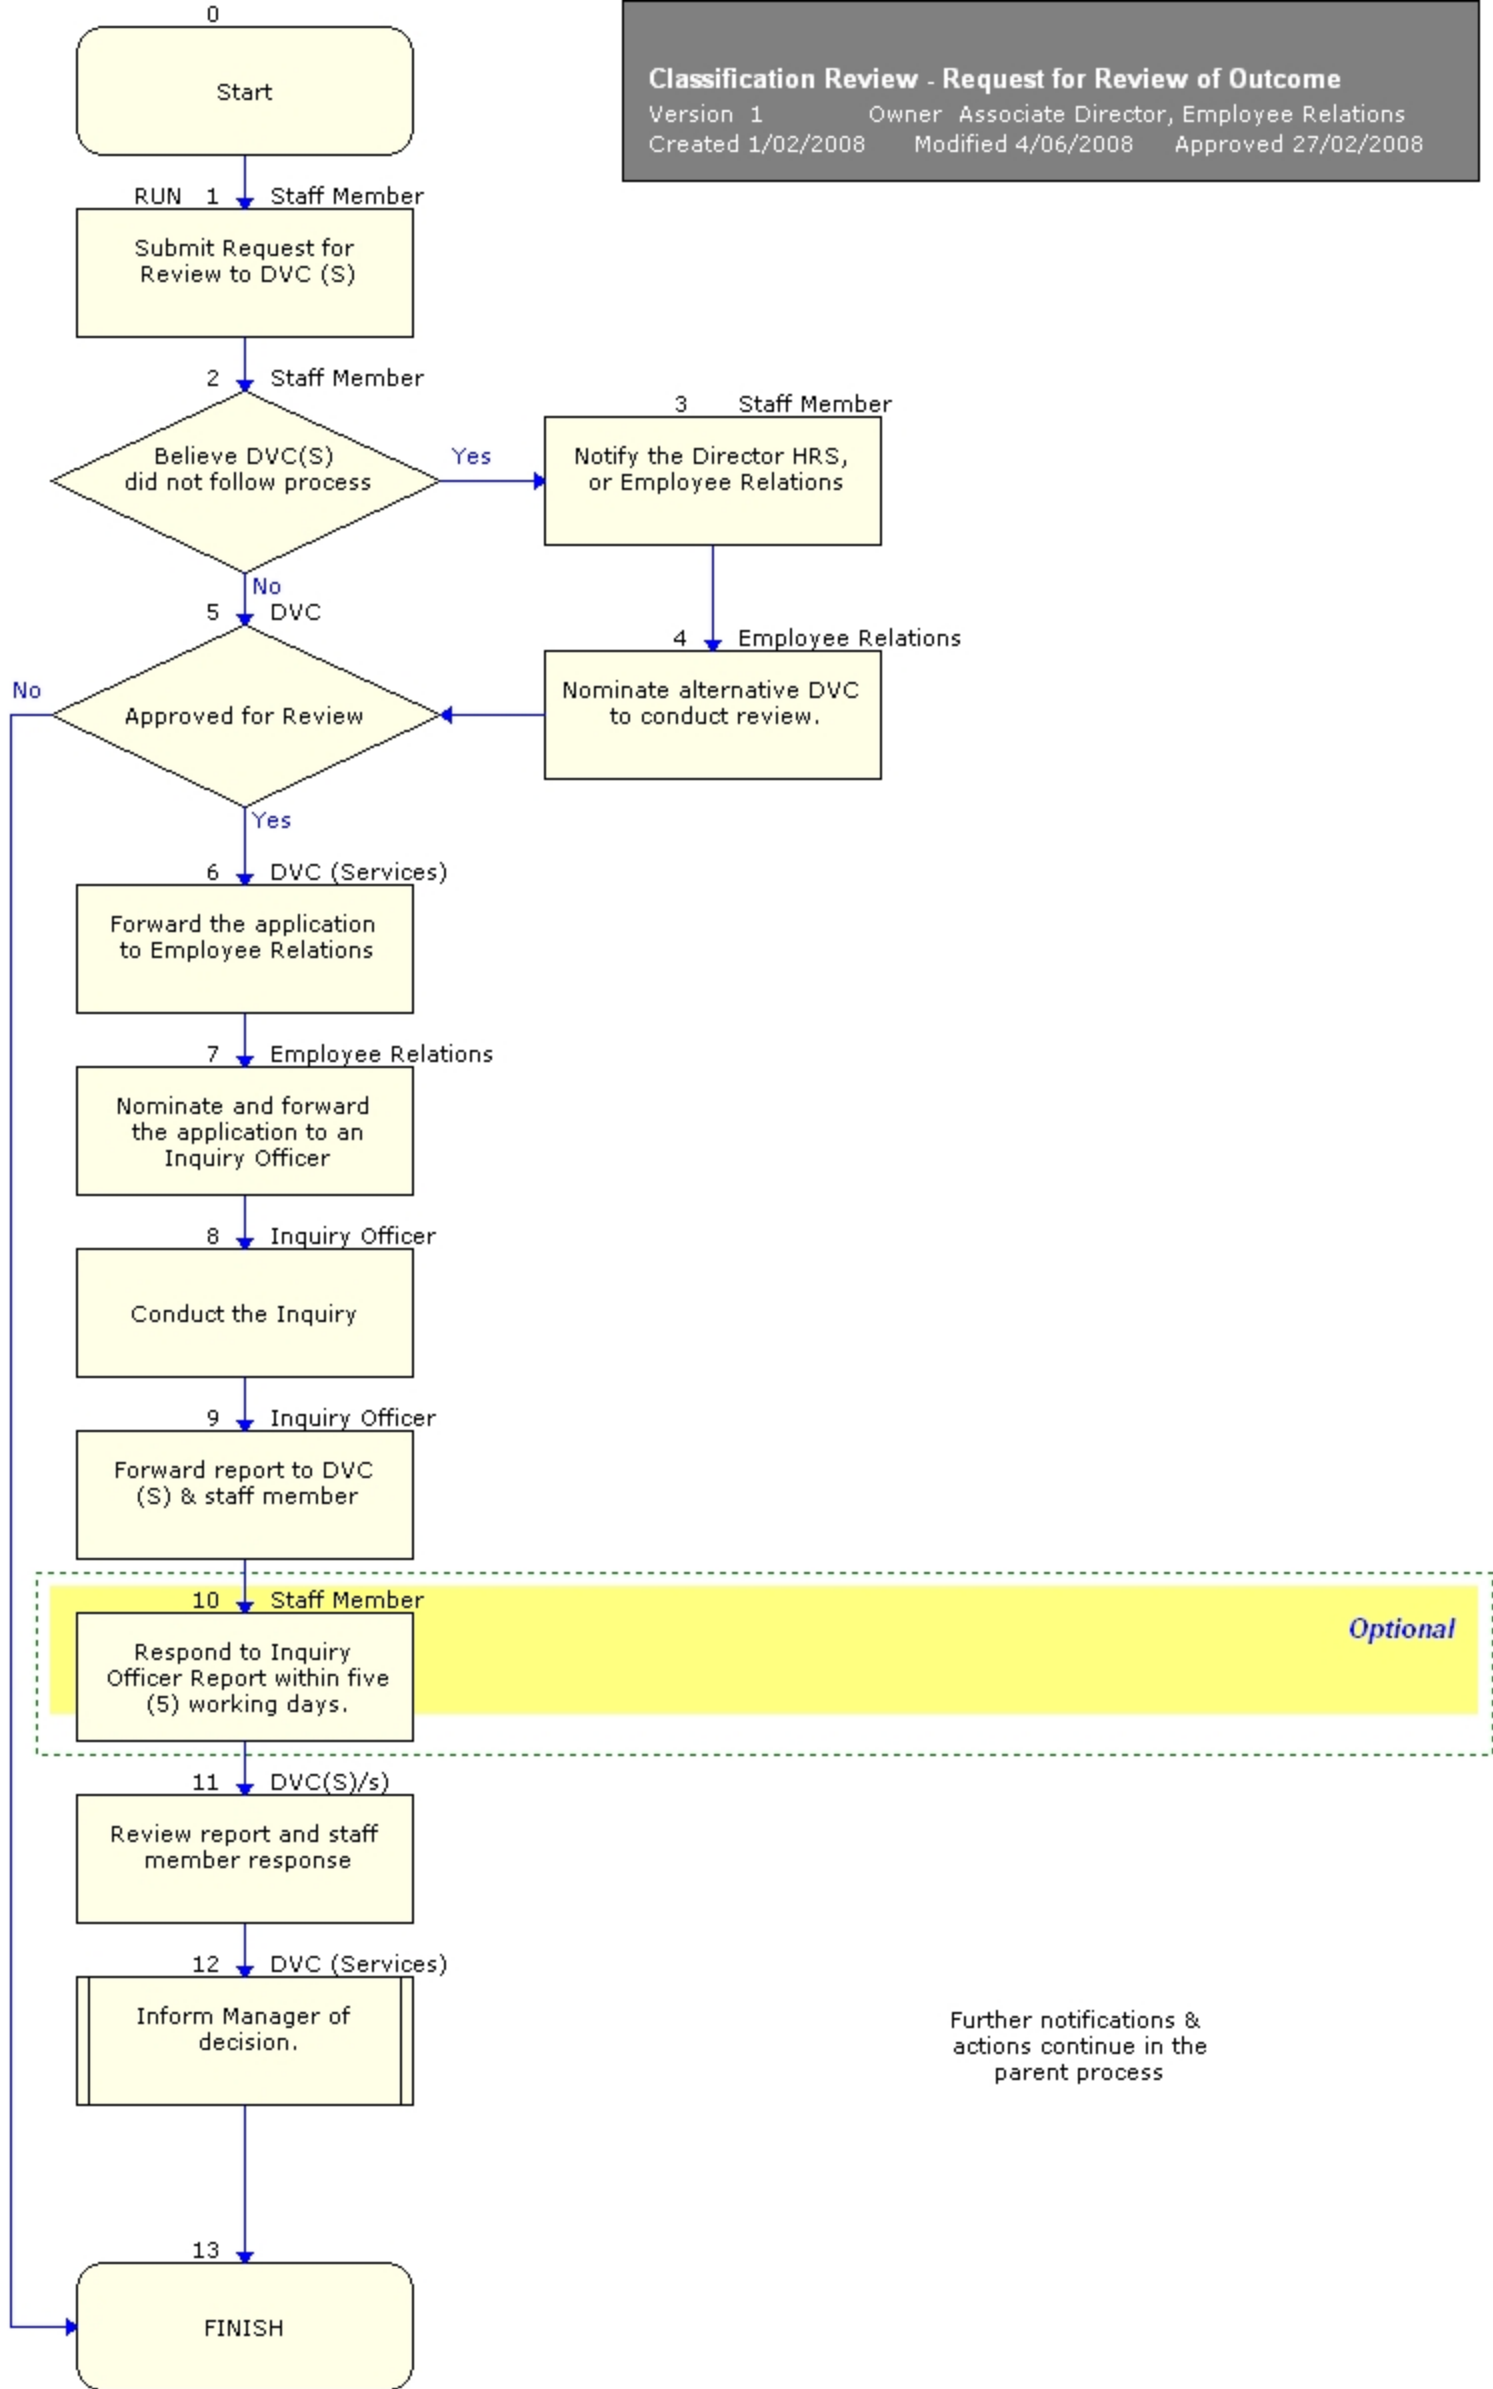 0
Start
Classification Review - Request for Review of Outcome
Version 1 Owner Associate Director, Employee Relations
Created 1/02/2008 Modified 4/06/2008 Approved 27/02/2008
RUN 1 Staff Member
Submit Request for
Review to DVC (S)
2 Staff Member
Believe DVC(S)
did not follow process
Yes
3 Staff Member
Notify the Director HRS,
or Employee Relations
No
5 DVC
4 Employee Relations
Nominate alternative DVC
to conduct review.
No
Approved for Review
Yes
6 DVC (Services)
Forward the application
to Employee Relations
7 Employee Relations
Nominate and forward
the application to an
Inquiry Officer
8 Inquiry Officer
Conduct the Inquiry
9 Inquiry Officer
Forward report to DVC
(S) & staff member
10 Staff Member
Optional
Respond to Inquiry
Officer Report within five
(5) working days.
11 DVC(S)/s)
Review report and staff
member response
12 DVC (Services)
Inform Manager of
decision.
Further notifications &
actions continue in the
parent process
13
FINISH